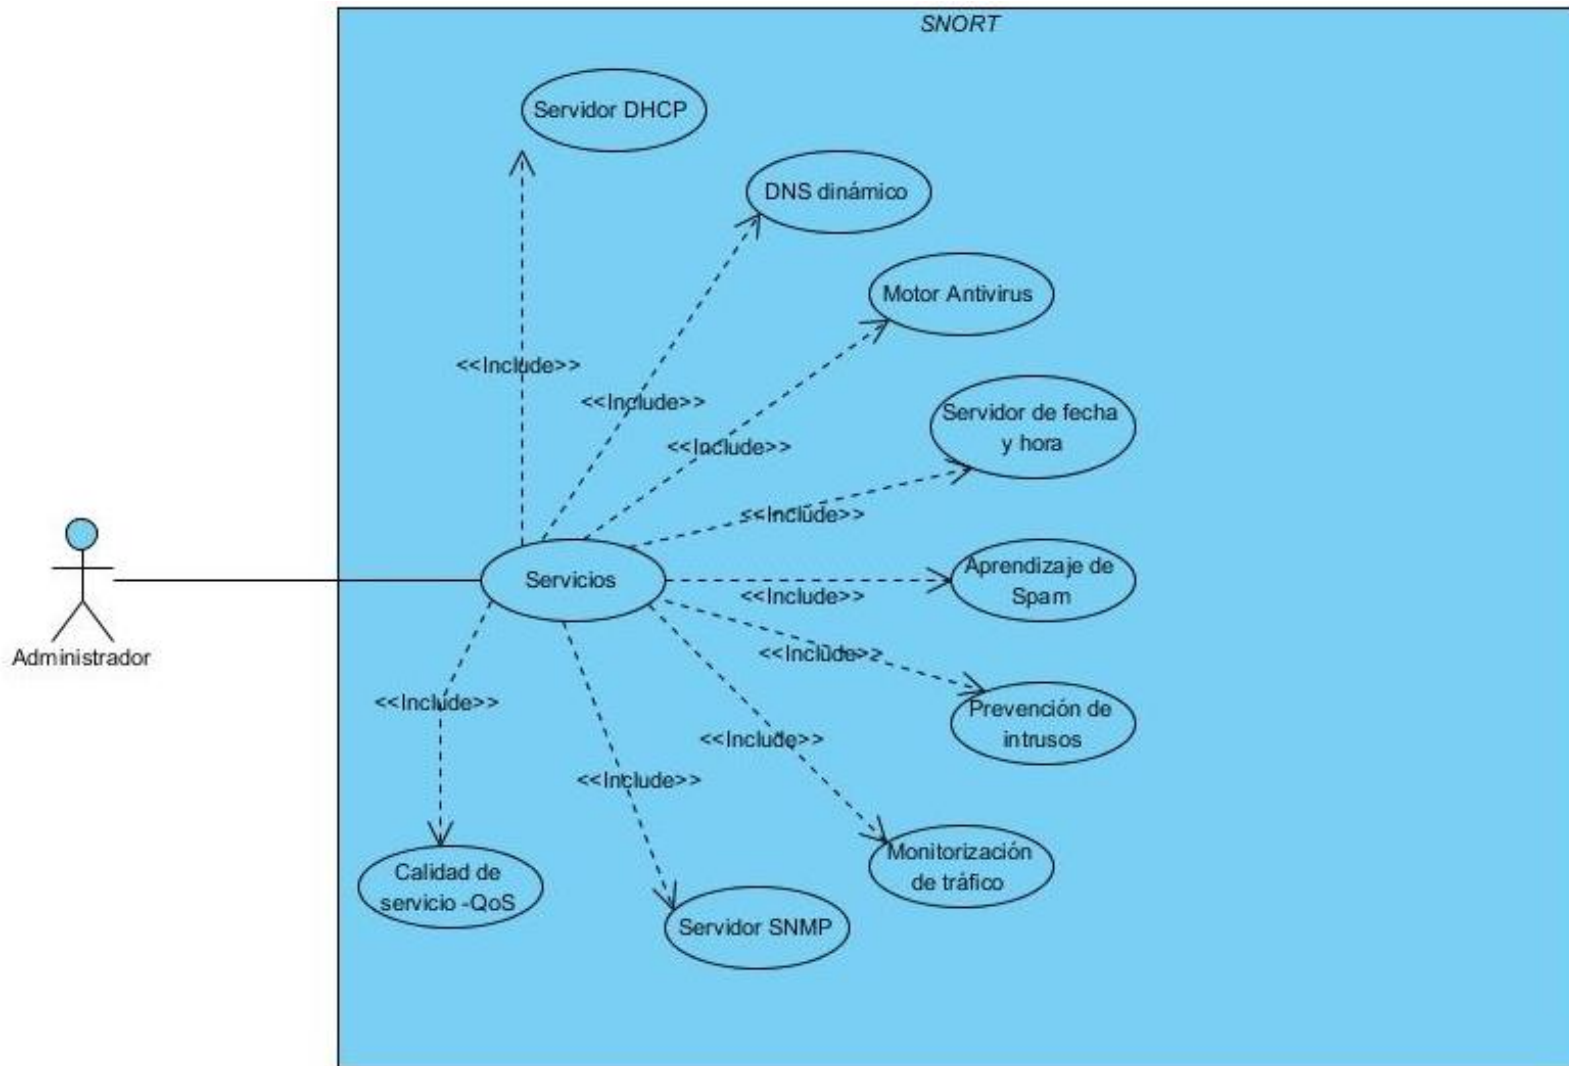 SNORT
Servidor DHCP
DNS dinámico
Motor Antivirus
<<Include>>
<<Include>>
Servidor de fecha
y hora
<<Include>>
<<Include>>
Servicios
Aprendizaje de
Spam
<<Include>>
Administrador
<<Include>>
<<Include>>
Prevención de
intrusos
<<Include>>
<<Include>>
Monitorización
de tráfico
Calidad de
servicio -QoS
Servidor SNMP